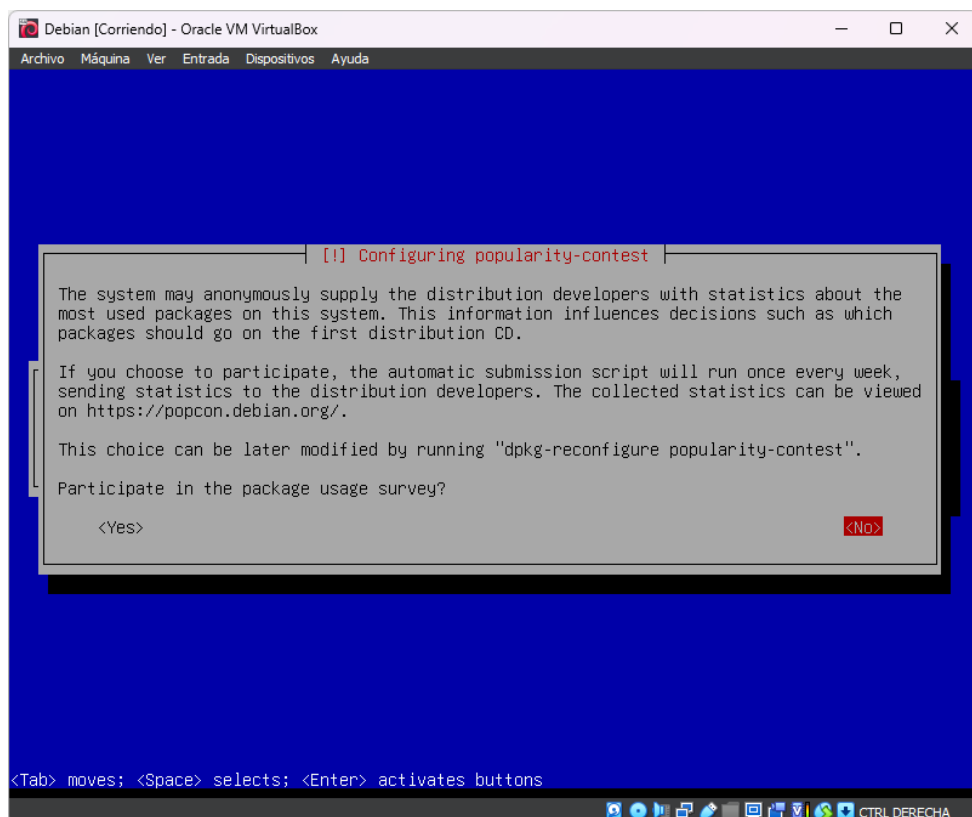 Debian [Corriendo] - Oracle VM VirtualBox
Archivo Máquina Ver Entrada Dispositivos Ayuda
[!] Configuring popularity-contest
The system may anonymously supply the distribution developers with statistics about the
most used packages on this system. This information influences decisions such as which
packages should go on the first distribution CD.
If you choose to participate, the automatic submission script will run once every week,
sending statistics to the distribution developers. The collected statistics can be viewed
on https://popcon.debian.org/.
This choice can be later modified by running "dpkg-reconfigure popularity-contest".
Participate in the package usage survey?
<Yes> <No>
<Tab> moves; <Space> selects; <Enter> activates buttons
CTRL DERECHA